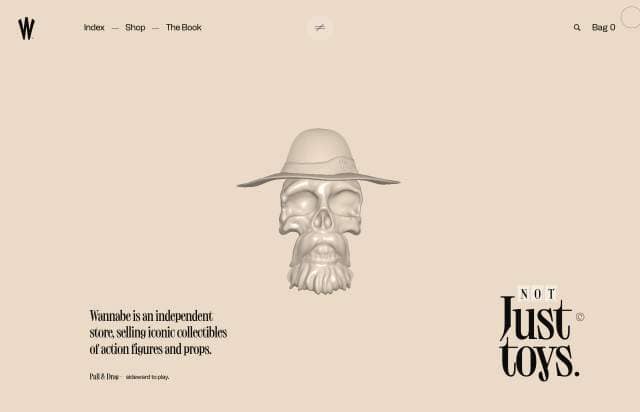 W
Index — Shop — The Book
≠
Bag 0
Wannabe is an independent
store, selling iconic collectibles
of action figures and props.
Pull & Drag — sideward to play.
NOT
Just ©
toys.